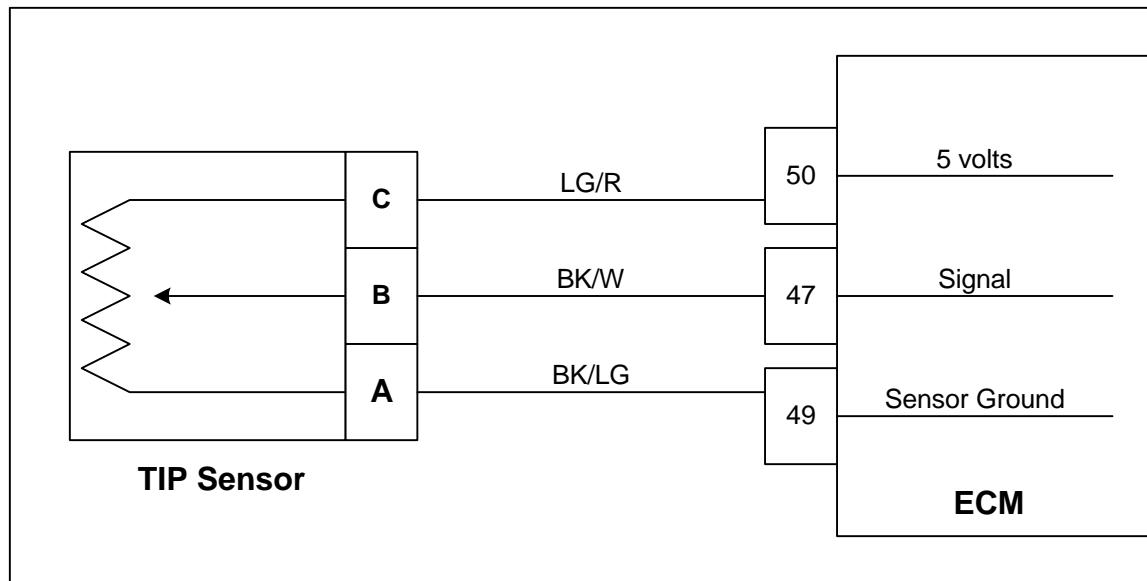 5 volts
C LG/R 50
B BK/W 47 Signal
A BK/LG 49 Sensor Ground
TIP Sensor
ECM